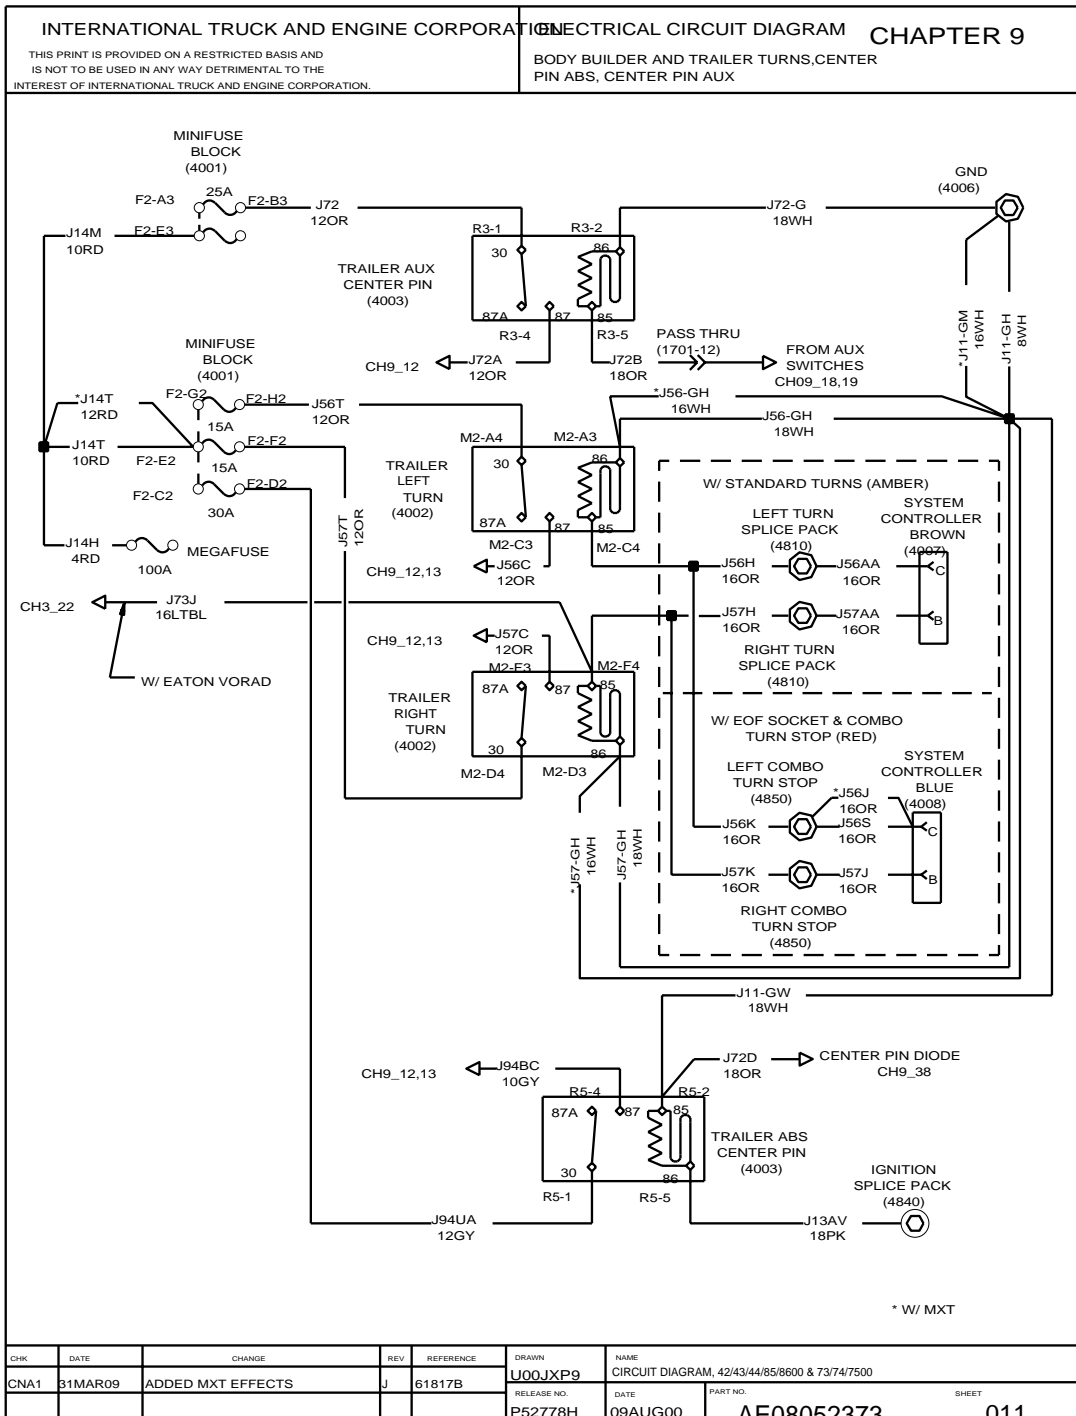 INTERNATIONAL TRUCK AND ENGINE CORPORATION
THIS PRINT IS PROVIDED ON A RESTRICTED BASIS AND
IS NOT TO BE USED IN ANY WAY DETRIMENTAL TO THE
INTEREST OF INTERNATIONAL TRUCK AND ENGINE CORPORATION.
ELECTRICAL CIRCUIT DIAGRAM
CHAPTER 9
BODY BUILDER AND TRAILER TURNS,CENTER
PIN ABS, CENTER PIN AUX
MINIFUSE
BLOCK
(4001)
F2-A3
25A
F2-B3
J72
12OR
J14M
10RD
F2-E3
R3-1
R3-2
J72-G
18WH
GND
(4006)
30
86
TRAILER AUX
CENTER PIN
(4003)
87A
87
85
R3-4
R3-5
CH9_12
J72A
12OR
J72B
18OR
PASS THRU
(1701-12)
FROM AUX
SWITCHES
CH09_18,19
*J11-GM
16WH
J11-GH
8WH
MINIFUSE
BLOCK
(4001)
*J14T
12RD
F2-G2
F2-H2
15A
J56T
12OR
*J56-GH
16WH
J56-GH
18WH
J14T
10RD
F2-E2
F2-F2
15A
M2-A4
M2-A3
30
86
TRAILER
LEFT
TURN
(4002)
87A
87
85
M2-C3
M2-C4
F2-C2
F2-D2
30A
J57T
12OR
J14H
4RD
100A
MEGAFUSE
CH9_12,13
J56C
12OR
W/ STANDARD TURNS (AMBER)
LEFT TURN
SPLICE PACK
(4810)
SYSTEM
CONTROLLER
BROWN
(4007)
J56H
16OR
J56AA
16OR
C
J57H
16OR
J57AA
16OR
B
RIGHT TURN
SPLICE PACK
(4810)
CH3_22
J73J
16LTBL
W/ EATON VORAD
CH9_12,13
J57C
12OR
M2-E3
M2-F4
87A
87
85
TRAILER
RIGHT
TURN
(4002)
30
86
M2-D4
M2-D3
*J57-GH
16WH
J57-GH
18WH
W/ EOF SOCKET & COMBO
TURN STOP (RED)
LEFT COMBO
TURN STOP
(4850)
SYSTEM
CONTROLLER
BLUE
(4008)
*J56J
16OR
J56K
16OR
J56S
16OR
C
J57K
16OR
J57J
16OR
B
RIGHT COMBO
TURN STOP
(4850)
J11-GW
18WH
CH9_12,13
J94BC
10GY
J72D
18OR
CENTER PIN DIODE
CH9_38
R5-4
R5-2
87A
87
85
TRAILER ABS
CENTER PIN
(4003)
30
86
R5-1
R5-5
IGNITION
SPLICE PACK
(4840)
J94UA
12GY
J13AV
18PK
* W/ MXT
CHK DATE CHANGE REV REFERENCE
CNA1 31MAR09 ADDED MXT EFFECTS J 61817B
DRAWN
U00JXP9
NAME
CIRCUIT DIAGRAM, 42/43/44/85/8600 & 73/74/7500
RELEASE NO. DATE PART NO. SHEET
P52778H 09AUG00 AE08052373 011